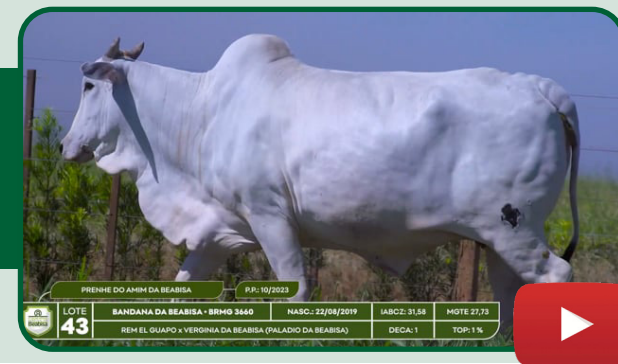 PRENHE DO AMIM DA BEABISA P.P.: 10/2023
Beabisa LOTE 43 BANDANA DA BEABISA • BRMG 3660 NASC.: 22/08/2019 IABCZ: 31,58 MGTE 27,73
REM EL GUAPO x VERGINIA DA BEABISA (PALADIO DA BEABISA) DECA: 1 TOP: 1 %